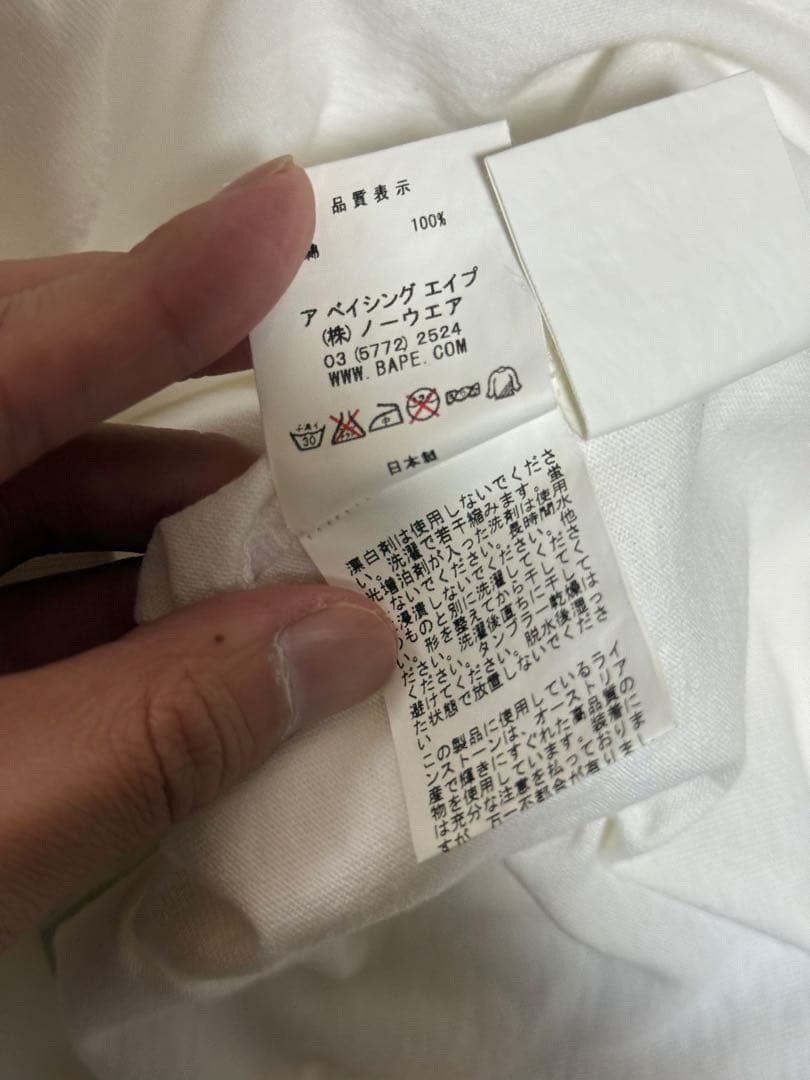 品質表示
綿 100%
ア ベイシング エイプ
(株) ノーウエア
03 (5772) 2524
WWW. BAPE. COM
30
中
日本製
漂白剤は使用しないでくださ
い。洗濯で若干縮みます。蛍
光増泊剤が入った洗剤は使用
ないでください。長時間水
浸漬しないでください。他
のものと別に洗濯してくださ
い。形を整えてから干してく
ださい。洗濯後直ちに干して
ください。タンブラー乾燥は
避けてください。脱水後湿っ
た状態で放置しないでくださ
い
この製品に使用しているライ
ンストーンは、オーストリア
産で輝きにすぐれた高品質の
物を使用しています。装着に
は充分な注意を払っておりま
すが、万一不都合が有りまし